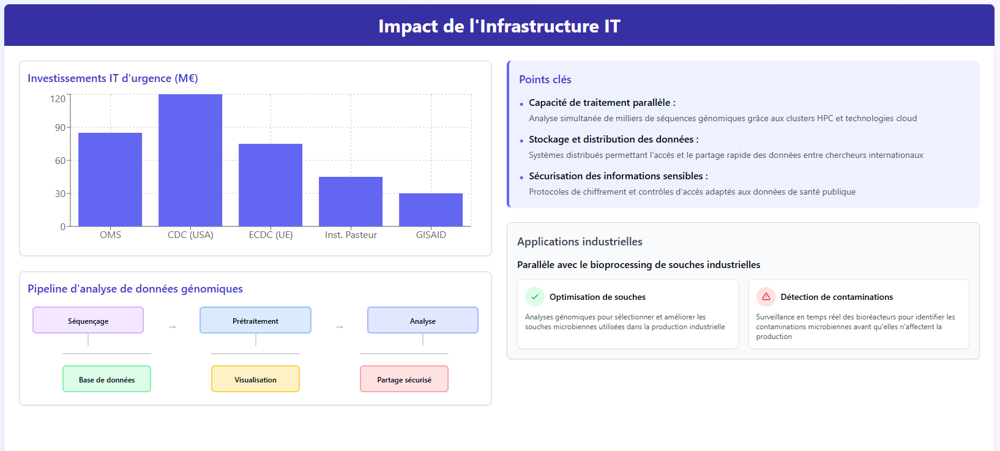 Impact de l'Infrastructure IT
Investissements IT d'urgence (M€)
120
90
60
30
0
OMS
CDC (USA)
ECDC (UE)
Inst. Pasteur
GISAID
Pipeline d'analyse de données génomiques
Séquençage
→
Prétraitement
→
Analyse
Base de données
Visualisation
Partage sécurisé
Points clés
• Capacité de traitement parallèle :
Analyse simultanée de milliers de séquences génomiques grâce aux clusters HPC et technologies cloud
• Stockage et distribution des données :
Systèmes distribués permettant l'accès et le partage rapide des données entre chercheurs internationaux
• Sécurisation des informations sensibles :
Protocoles de chiffrement et contrôles d'accès adaptés aux données de santé publique
Applications industrielles
Parallèle avec le bioprocessing de souches industrielles
Optimisation de souches
Analyses génomiques pour sélectionner et améliorer les
souches microbiennes utilisées dans la production industrielle
Détection de contaminations
Surveillance en temps réel des bioréacteurs pour identifier les
contaminations microbiennes avant qu'elles n'affectent la
production